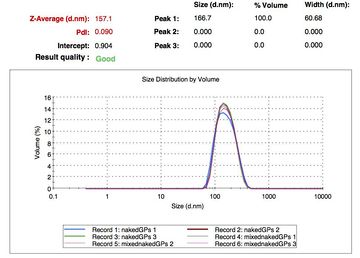 Size (d.nm): % Volume Width (d.nm):
Z-Average (d.nm): 157.1 Peak 1: 166.7 100.0 60.68
PdI: 0.090 Peak 2: 0.000 0.0 0.000
Intercept: 0.904 Peak 3: 0.000 0.0 0.000
Result quality : Good
Size Distribution by Volume
Volume (%)
16
14
12
10
8
6
4
2
0
0.1 1 10 100 1000 10000
Size (d.nm)
Record 1: nakedGPs 1 Record 2: nakedGPs 2
Record 3: nakedGPs 3 Record 4: mixednakedGPs 1
Record 5: mixednakedGPs 2 Record 6: mixednakedGPs 3